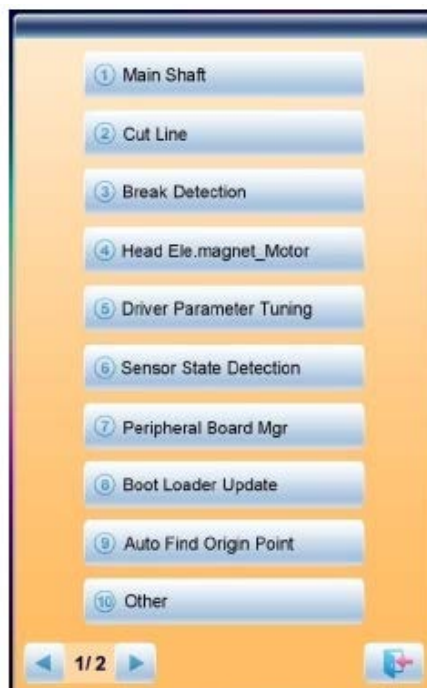 1 Main Shaft
2 Cut Line
3 Break Detection
4 Head Ele.magnet_Motor
5 Driver Parameter Tuning
6 Sensor State Detection
7 Peripheral Board Mgr
8 Boot Loader Update
9 Auto Find Origin Point
10 Other
1/2